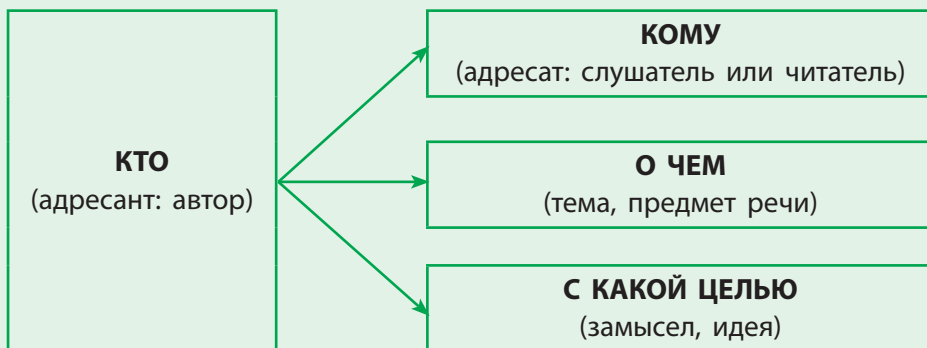 КТО
(адресант: автор)
КОМУ
(адресат: слушатель или читатель)
О ЧЕМ
(тема, предмет речи)
С КАКОЙ ЦЕЛЬЮ
(замысел, идея)